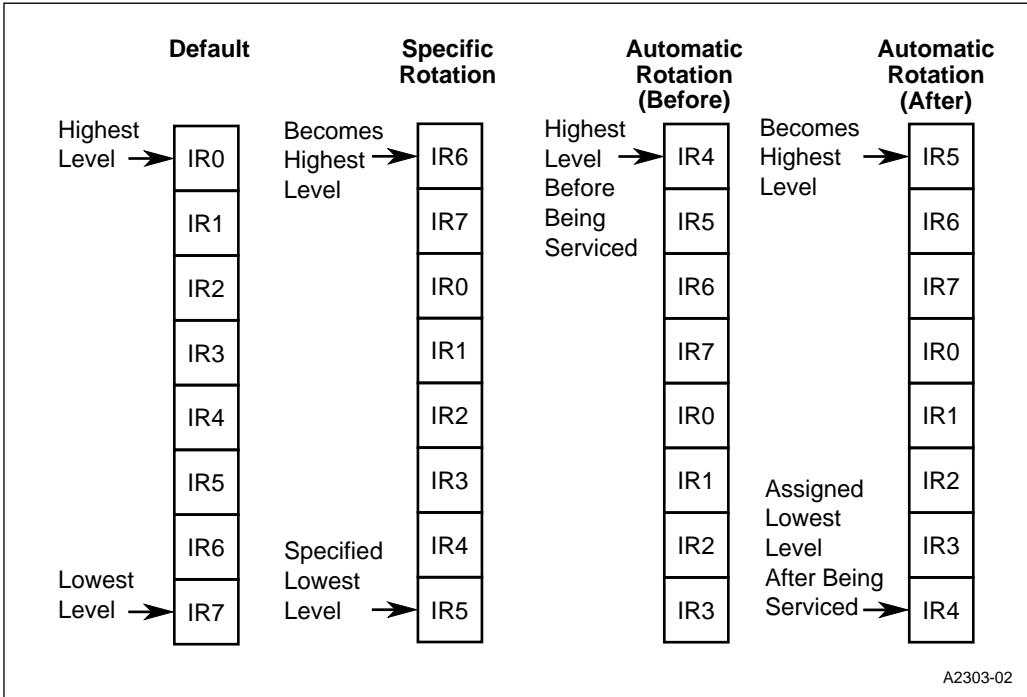 Default
Highest
Level
IR0
IR1
IR2
IR3
IR4
IR5
IR6
Lowest
Level
IR7
Specific
Rotation
Becomes
Highest
Level
IR6
IR7
IR0
IR1
IR2
IR3
IR4
Specified
Lowest
Level
IR5
Automatic
Rotation
(Before)
Highest
Level
Before
Being
Serviced
IR4
IR5
IR6
IR7
IR0
IR1
IR2
IR3
Automatic
Rotation
(After)
Becomes
Highest
Level
IR5
IR6
IR7
IR0
IR1
IR2
IR3
Assigned
Lowest
Level
After Being
Serviced
IR4
A2303-02